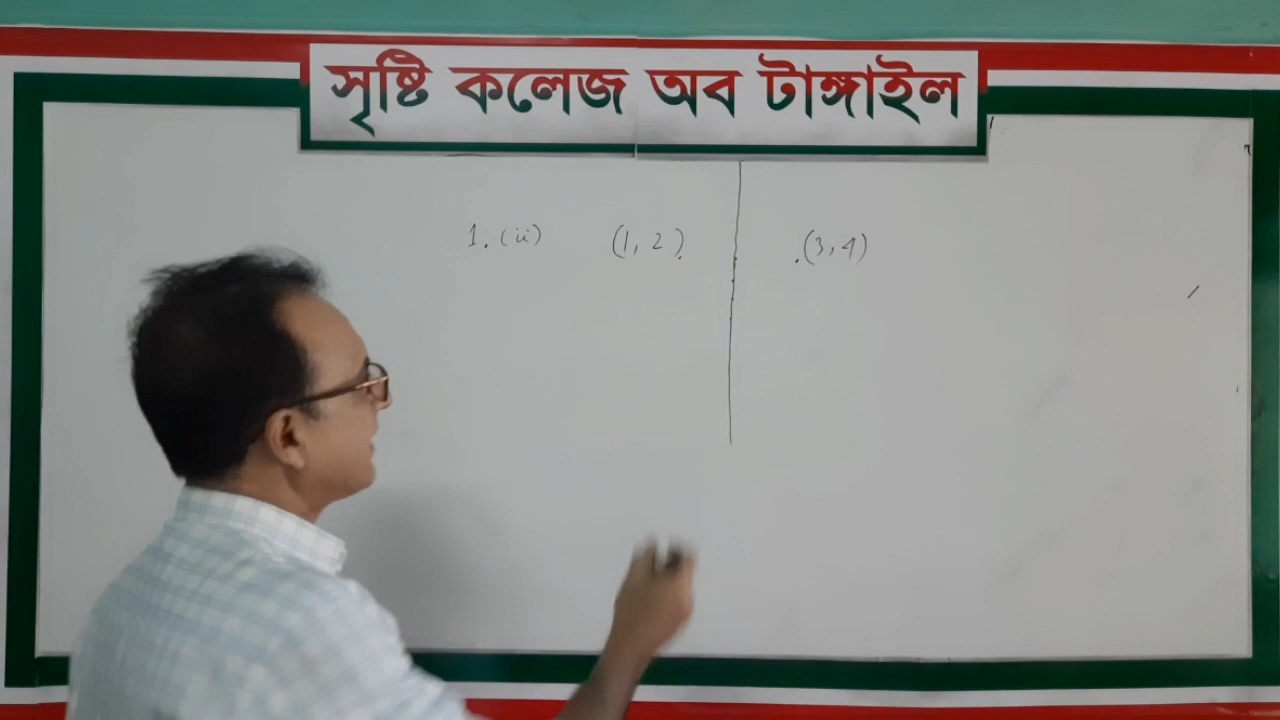 সৃষ্টি কলেজ অব টাঙ্গাইল
1. (ii) (1, 2) (3, 4)